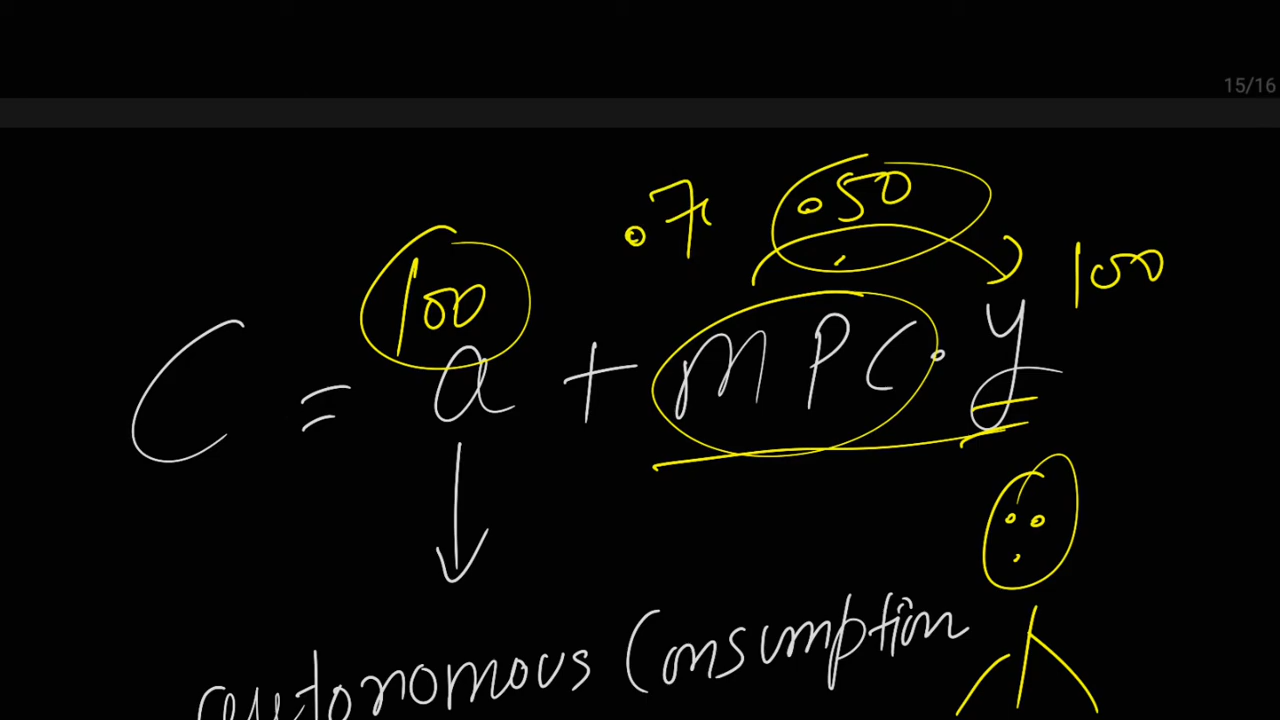 15/16
.7 .50
100 100
C = a + mPC . y
autonomous Consumption